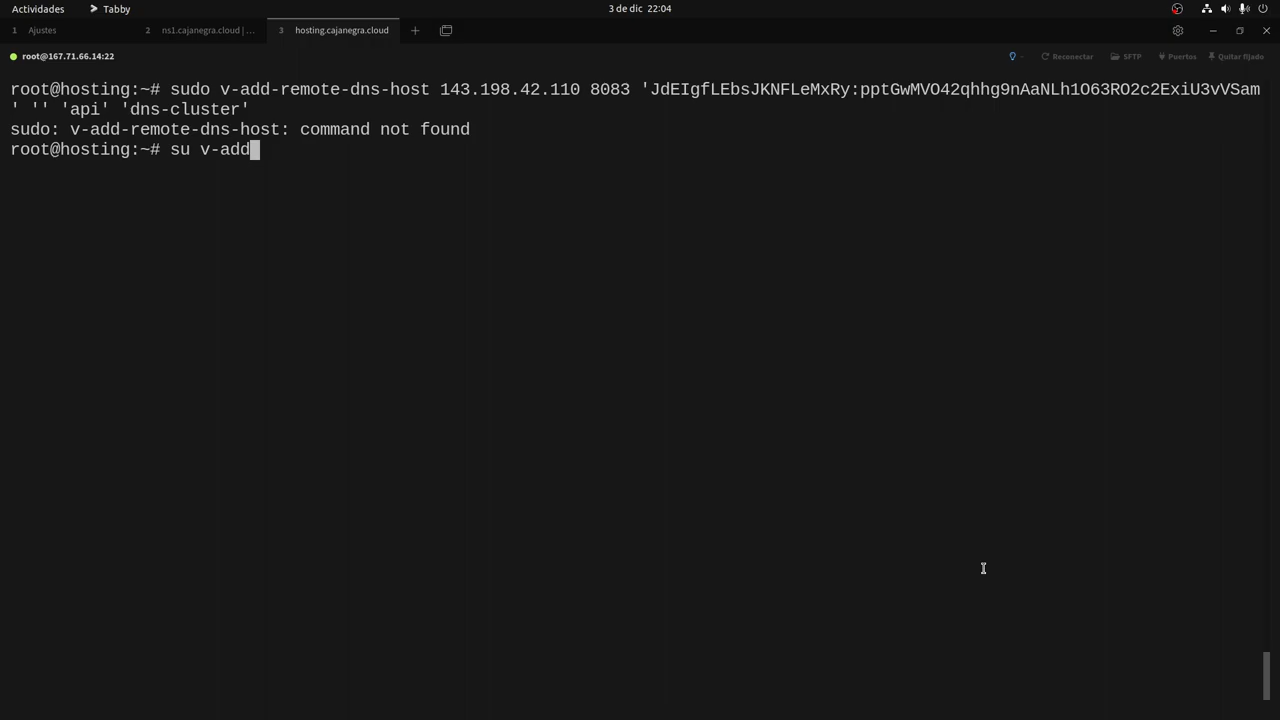 Actividades Tabby 3 de dic 22:04
1 Ajustes 2 ns1.cajanegra.cloud | ... 3 hosting.cajanegra.cloud
root@167.71.66.14:22 Reconectar SFTP Puertos Quitar fijado
root@hosting:~# sudo v-add-remote-dns-host 143.198.42.110 8083 'JdEIgfLEbsJKNFLeMxRy:pptGwMVO42qhhg9nAaNLh1O63RO2c2ExiU3vVSam
' '' 'api' 'dns-cluster'
sudo: v-add-remote-dns-host: command not found
root@hosting:~# su v-add